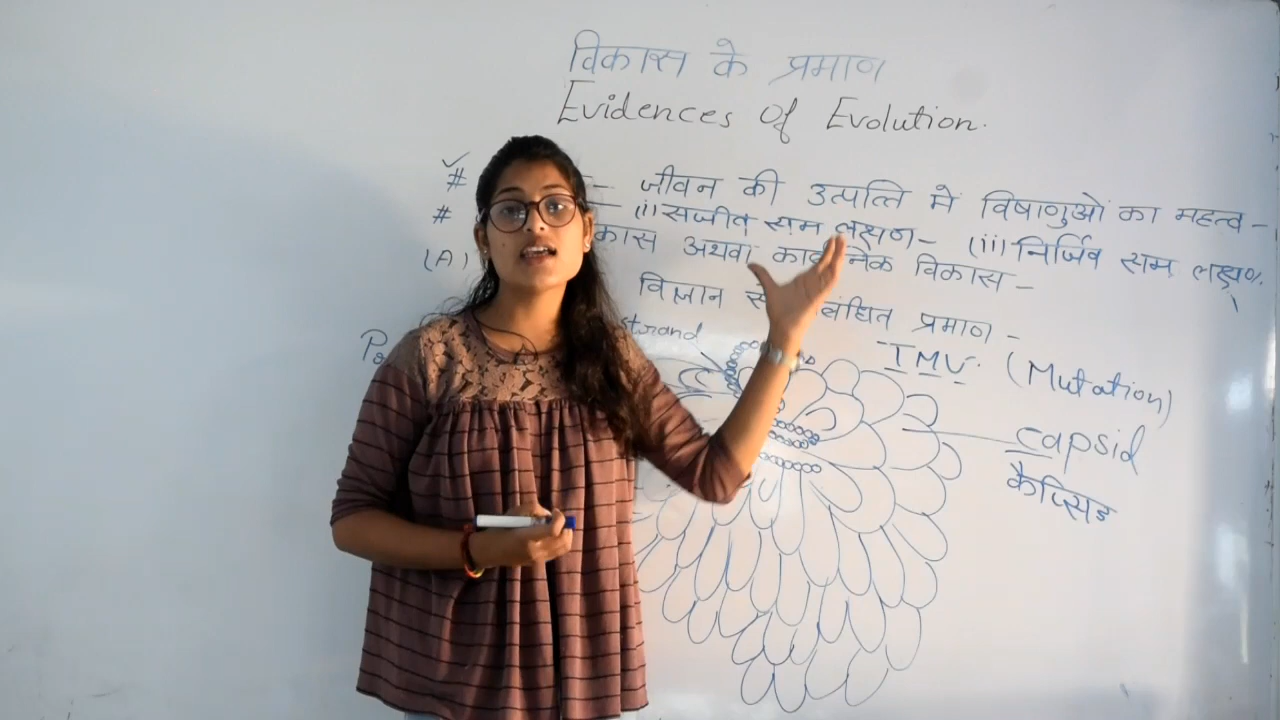 विकास के प्रमाण
Evidences Of Evolution.
# - जीवन की उत्पत्ति में विषाणुओं का महत्व -
# - (i) सजीव सम लक्षण - (ii) निर्जिव सम लक्षण
(A) अथवा विकास -
विज्ञान प्रमाण -
strand
TMV. (Mutation)
capsid
कैप्सिड